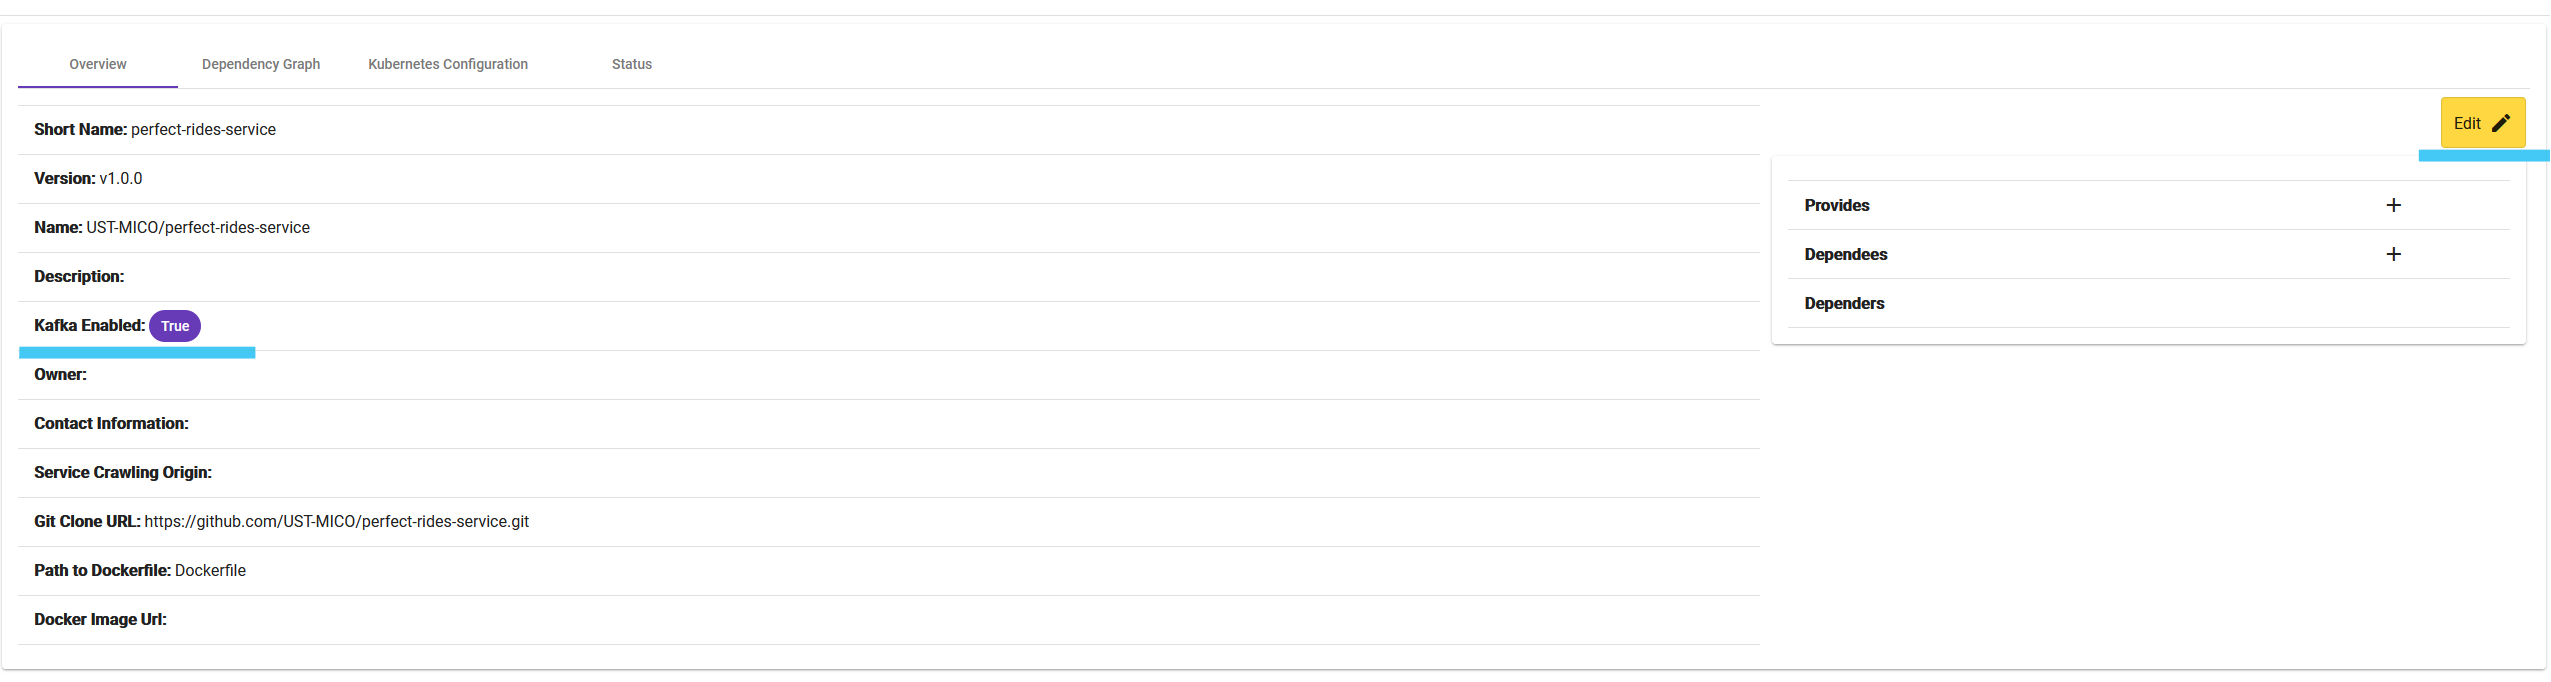 Overview Dependency Graph Kubernetes Configuration Status
Short Name: perfect-rides-service
Version: v1.0.0
Name: UST-MICO/perfect-rides-service
Description:
Kafka Enabled: True
Owner:
Contact Information:
Service Crawling Origin:
Git Clone URL: https://github.com/UST-MICO/perfect-rides-service.git
Path to Dockerfile: Dockerfile
Docker Image Url:
Edit
Provides +
Dependees +
Dependers